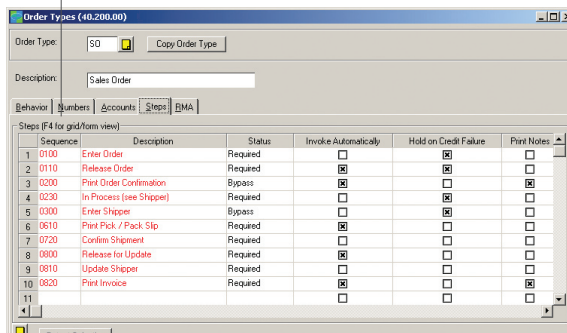 Order Types (40.200.00)
Order Type: SO Copy Order Type
Description: Sales Order
Behavior Numbers Accounts Steps RMA
Steps (F4 for grid/form view)
Sequence Description Status Invoke Automatically Hold on Credit Failure Print Notes
1 0100 Enter Order Required
2 0110 Release Order Required
3 0200 Print Order Confirmation Bypass
4 0230 In Process (see Shipper) Required
5 0300 Enter Shipper Bypass
6 0610 Print Pick / Pack Slip Required
7 0720 Confirm Shipment Required
8 0800 Release for Update Required
9 0810 Update Shipper Required
10 0820 Print Invoice Required
11